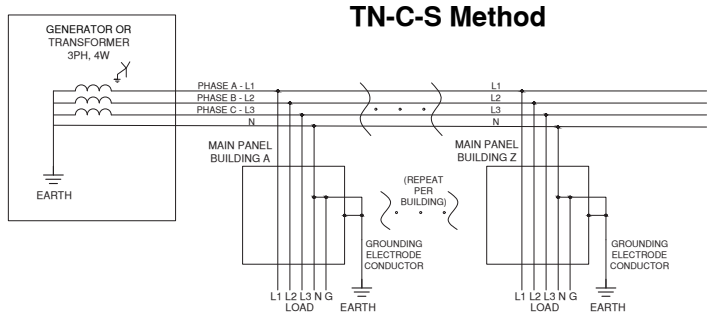 TN-C-S Method
GENERATOR OR
TRANSFORMER
3PH, 4W
PHASE A - L1
PHASE B - L2
PHASE C - L3
N
L1
L2
L3
N
EARTH
MAIN PANEL
BUILDING A
(REPEAT
PER
BUILDING)
MAIN PANEL
BUILDING Z
GROUNDING
ELECTRODE
CONDUCTOR
GROUNDING
ELECTRODE
CONDUCTOR
L1 L2 L3 N G
LOAD
EARTH
L1 L2 L3 N G
LOAD
EARTH